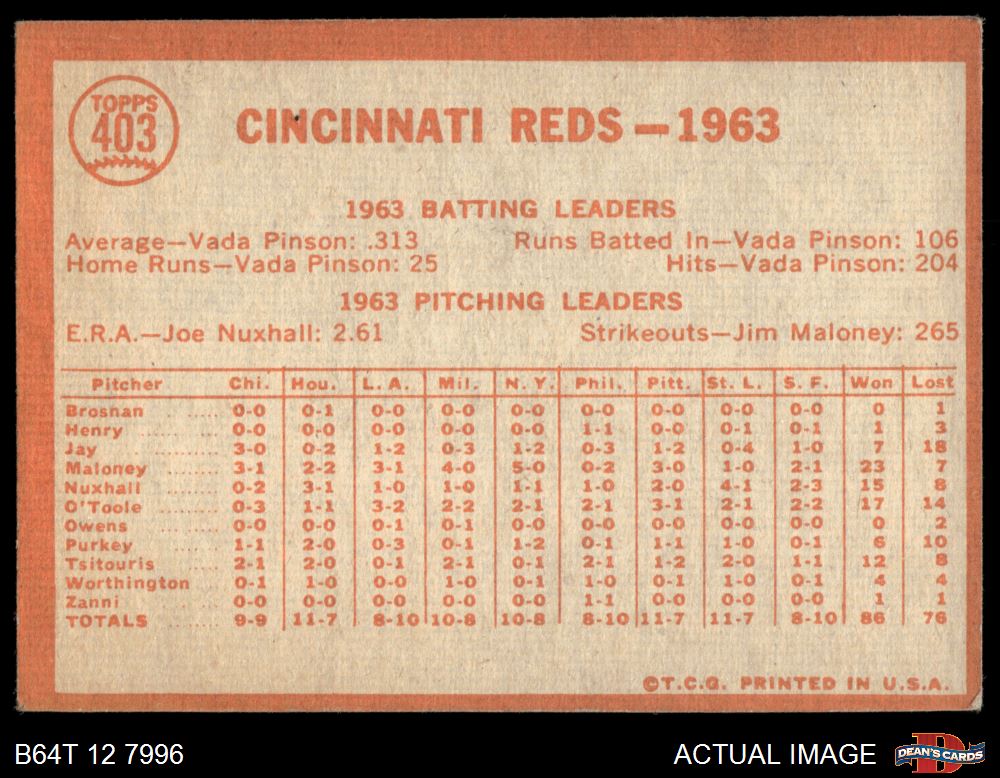 TOPPS
403
CINCINNATI REDS — 1963
1963 BATTING LEADERS
Average—Vada Pinson: .313 Runs Batted In—Vada Pinson: 106
Home Runs—Vada Pinson: 25 Hits—Vada Pinson: 204
1963 PITCHING LEADERS
E.R.A.—Joe Nuxhall: 2.61 Strikeouts—Jim Maloney: 265
Pitcher Chi. Hou. L. A. Mil. N. Y. Phil. Pitt. St. L. S. F. Won Lost
Brosnan ..... 0-0 0-1 0-0 0-0 0-0 0-0 0-0 0-0 0-0 0 1
Henry ............ 0-0 0-0 0-0 0-0 0-0 1-1 0-0 0-1 0-1 1 3
Jay ............... 3-0 0-2 1-2 0-3 1-2 0-3 1-2 0-4 1-0 7 18
Maloney ........ 3-1 2-2 3-1 4-0 5-0 0-2 3-0 1-0 2-1 23 7
Nuxhall ........ 0-2 3-1 1-0 1-0 1-1 1-0 2-0 4-1 2-3 15 8
O'Toole ......... 0-3 1-1 3-2 2-2 2-1 2-1 3-1 2-1 2-2 17 14
Owens .......... 0-0 0-0 0-1 0-1 0-0 0-0 0-0 0-0 0-0 0 2
Purkey .......... 1-1 2-0 0-3 0-1 1-2 0-1 1-1 1-0 0-1 6 10
Tsitouris ....... 2-1 2-0 0-1 2-1 0-1 2-1 1-2 2-0 1-1 12 8
Worthington .... 0-1 1-0 0-0 1-0 0-1 1-0 0-1 1-0 0-1 4 4
Zanni ........... 0-0 0-0 0-0 0-0 0-0 1-1 0-0 0-0 0-0 1 1
TOTALS ...... 9-9 11-7 8-10 10-8 10-8 8-10 11-7 11-7 8-10 86 76
©T.C.G. PRINTED IN U.S.A.
B64T 12 7996 ACTUAL IMAGE DEAN'S CARDS